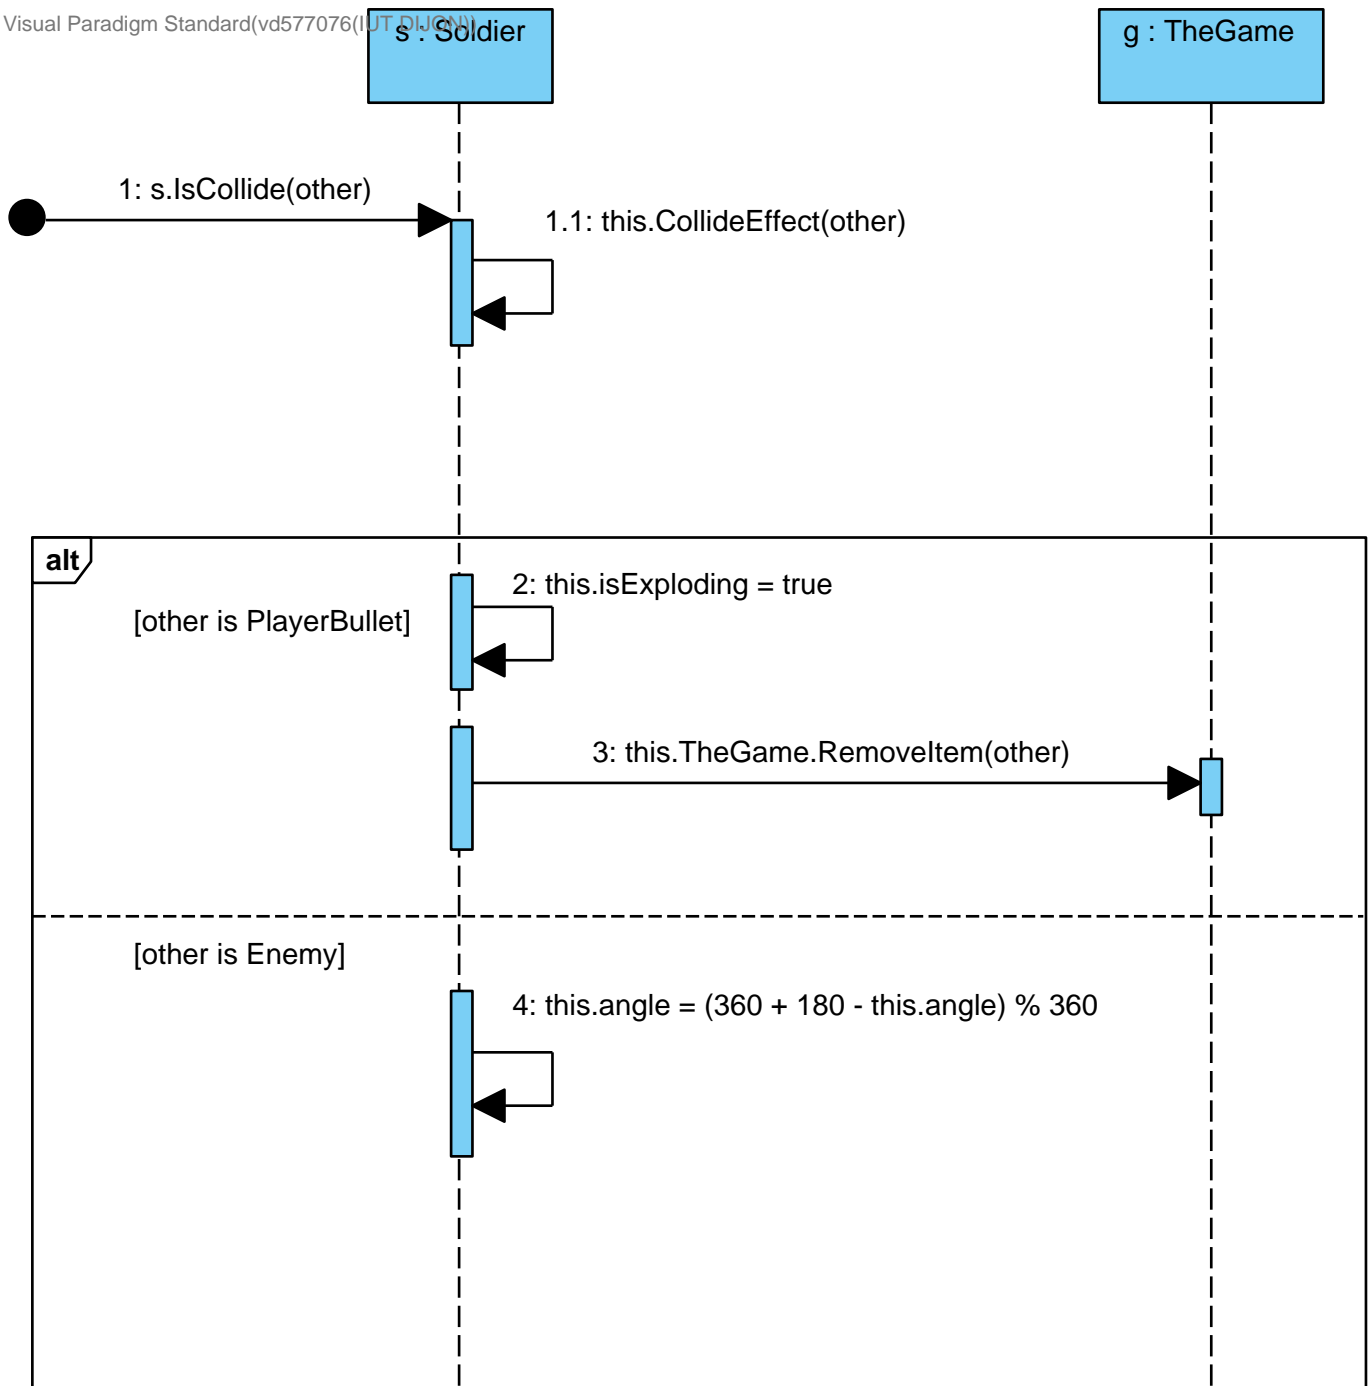 Visual Paradigm Standard(vd577076(IUT DIJON))
s : Soldier
g : TheGame
1: s.IsCollide(other)
1.1: this.CollideEffect(other)
alt
2: this.isExploding = true
[other is PlayerBullet]
3: this.TheGame.RemoveItem(other)
[other is Enemy]
4: this.angle = (360 + 180 - this.angle) % 360